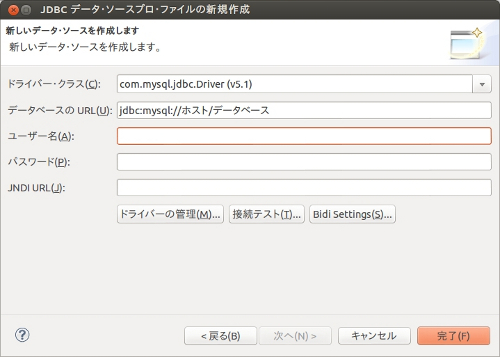 JDBC データ・ソースプロ・ファイルの新規作成
新しいデータ・ソースを作成します
新しいデータ・ソースを作成します。
ドライバー・クラス(C): com.mysql.jdbc.Driver (v5.1)
データベースの URL(U): jdbc:mysql://ホスト/データベース
ユーザー名(A):
パスワード(P):
JNDI URL(J):
ドライバーの管理(M)... 接続テスト(T)... Bidi Settings(S)...
? < 戻る(B) 次へ(N) > キャンセル 完了(F)